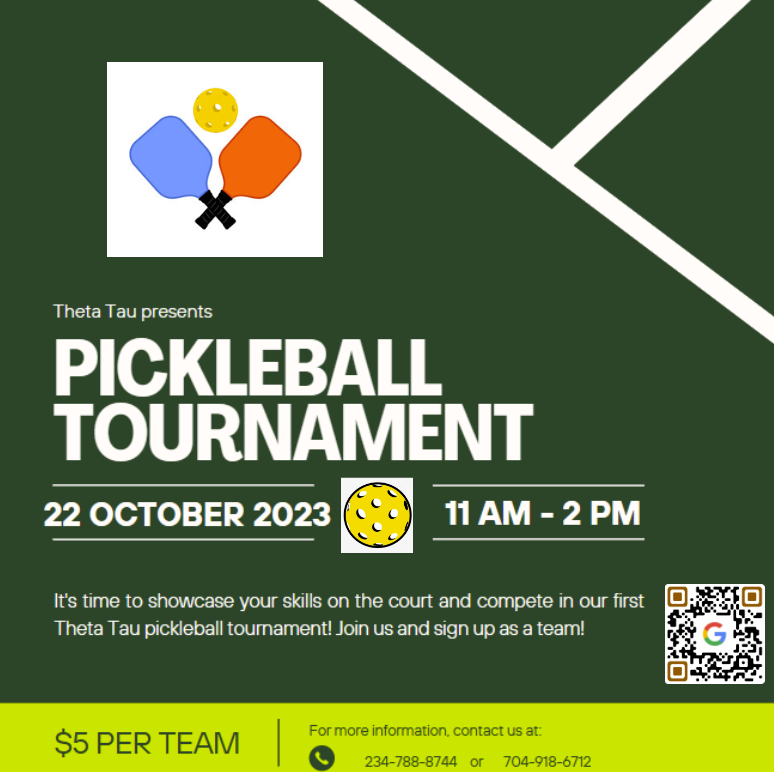 Theta Tau presents
PICKLEBALL
TOURNAMENT
22 OCTOBER 2023
11 AM - 2 PM
It's time to showcase your skills on the court and compete in our first
Theta Tau pickleball tournament! Join us and sign up as a team!
$5 PER TEAM
For more information, contact us at:
234-788-8744 or 704-918-6712